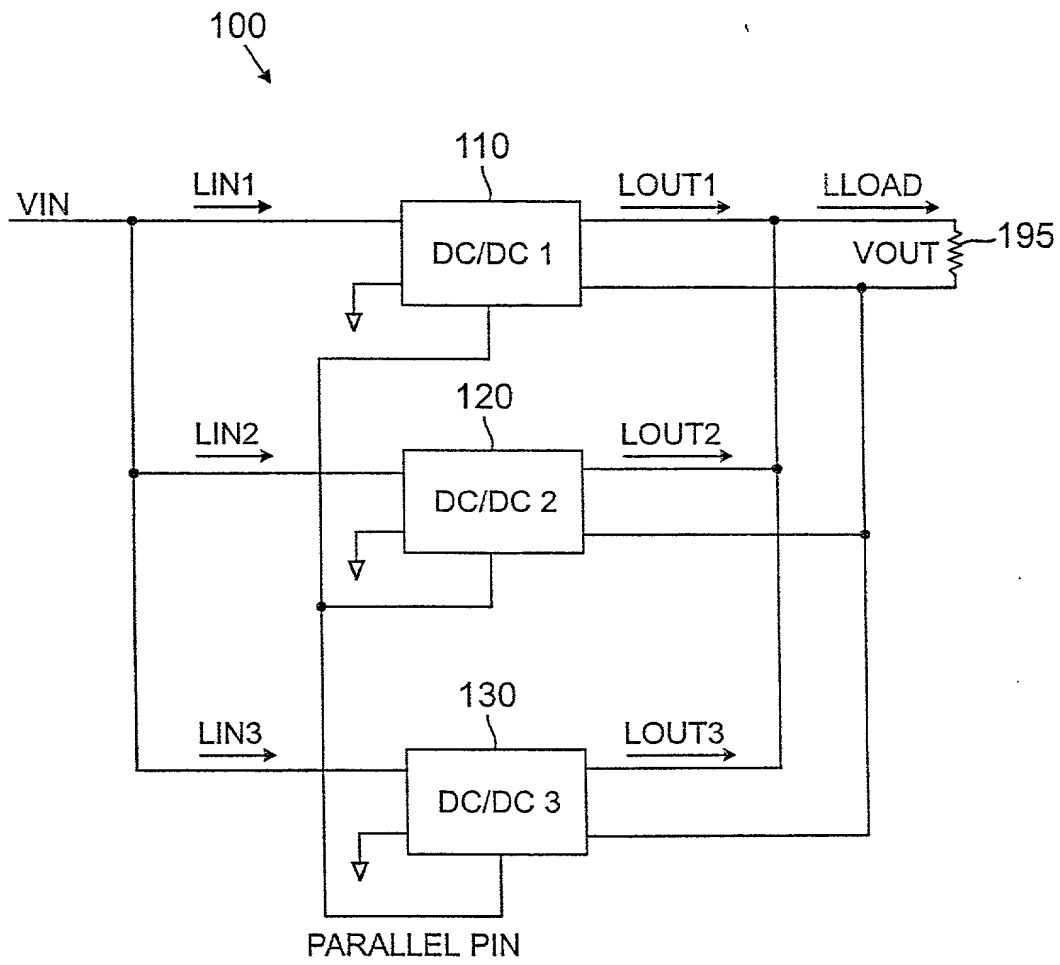 100
110
LIN1
LOUT1
LLOAD
VIN
DC/DC 1
VOUT
195
120
LIN2
LOUT2
DC/DC 2
130
LIN3
LOUT3
DC/DC 3
PARALLEL PIN